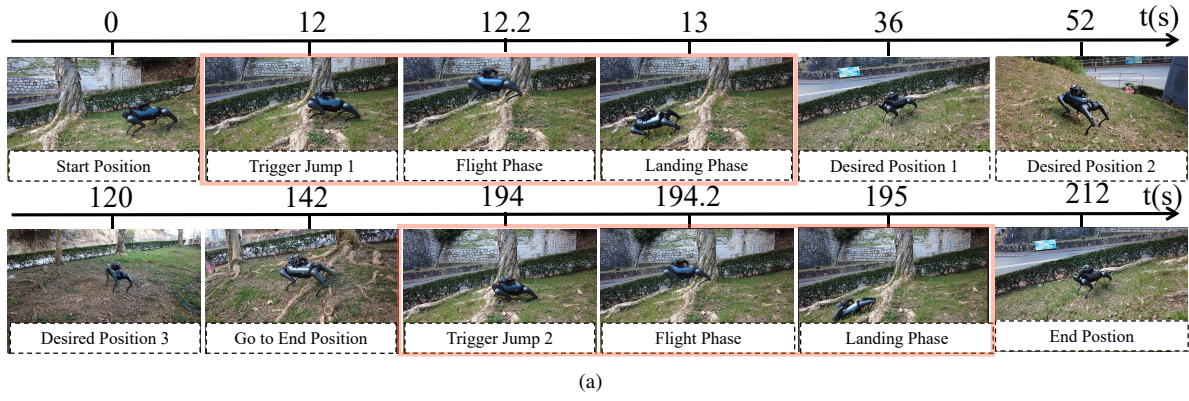 0 12 12.2 13 36 52 t(s)
Start Position Trigger Jump 1 Flight Phase Landing Phase Desired Position 1 Desired Position 2
120 142 194 194.2 195 212 t(s)
Desired Position 3 Go to End Position Trigger Jump 2 Flight Phase Landing Phase End Postion
(a)